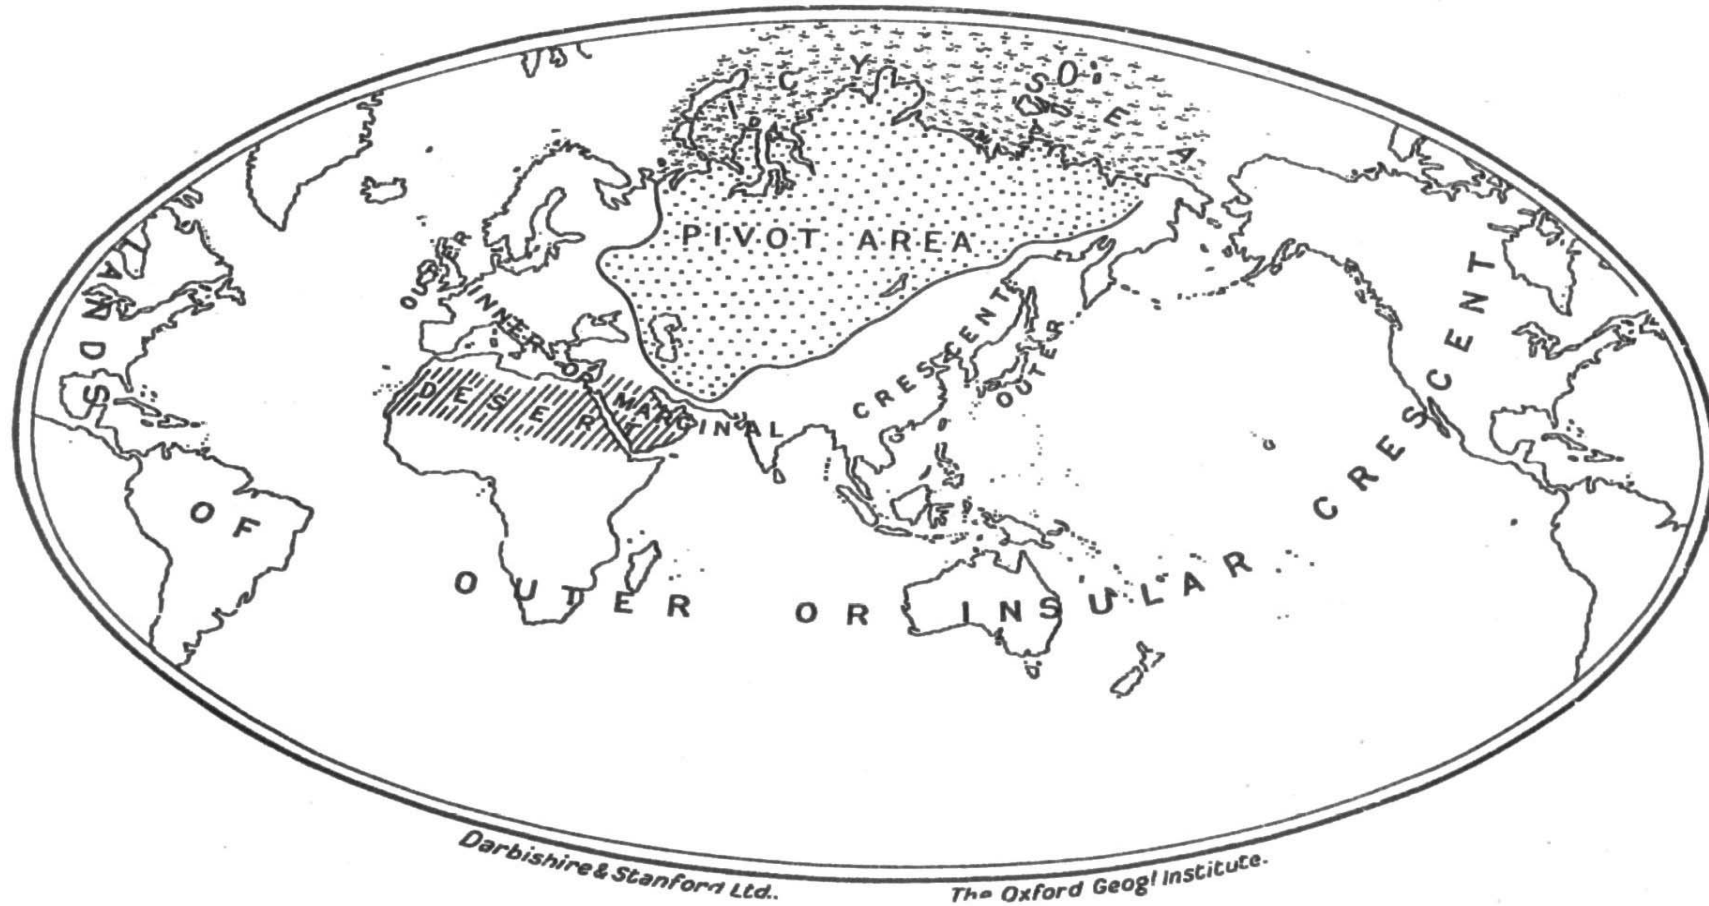 ICY SEA
PIVOT AREA
OUTER
INNER OR MARGINAL CRESCENT
OUTER
DESERT
LANDS OF OUTER OR INSULAR CRESCENT
Darbishire & Stanford Ltd..
The Oxford Geogl Institute.